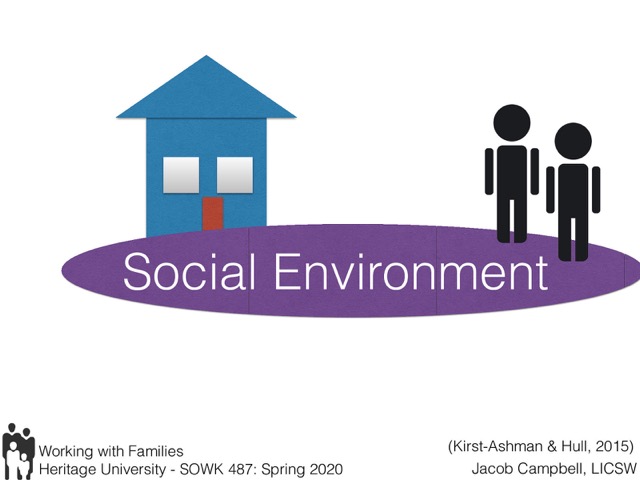 Social Environment
Working with Families
Heritage University - SOWK 487: Spring 2020
(Kirst-Ashman & Hull, 2015)
Jacob Campbell, LICSW